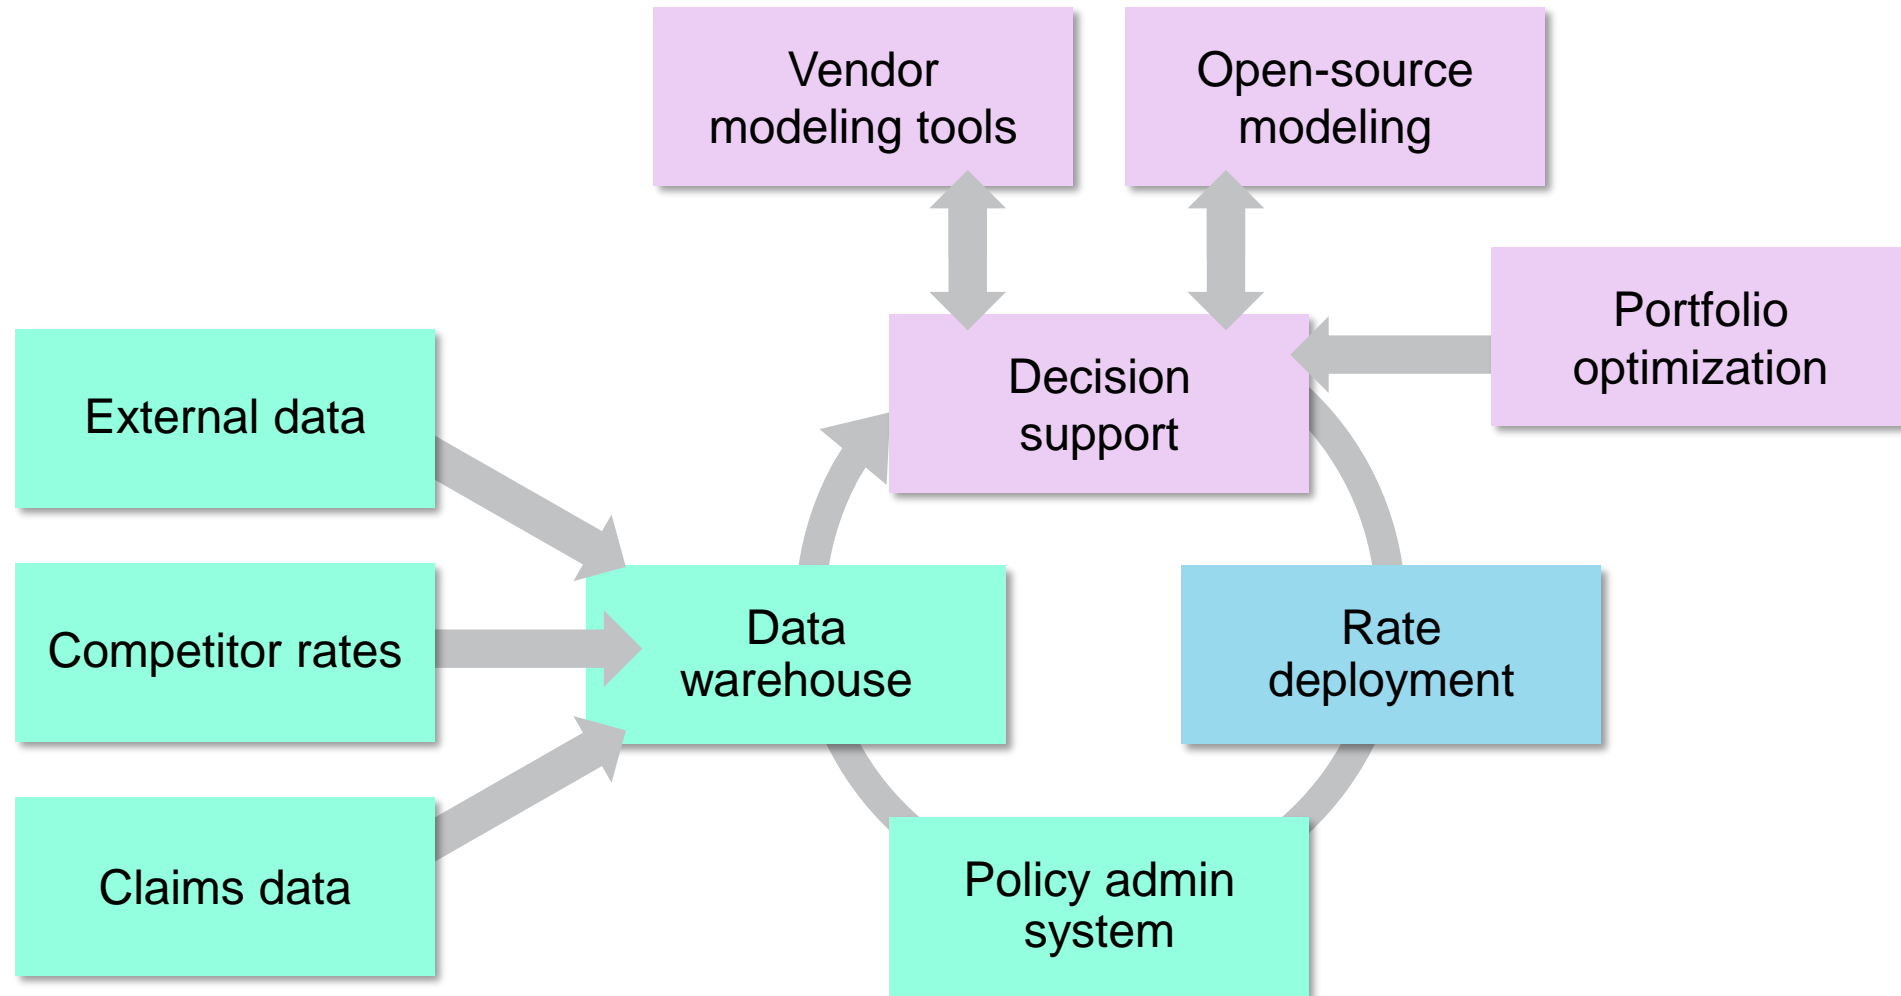 Vendor
modeling tools
Open-source
modeling
Portfolio
optimization
Decision
support
External data
Competitor rates
Claims data
Data
warehouse
Rate
deployment
Policy admin
system